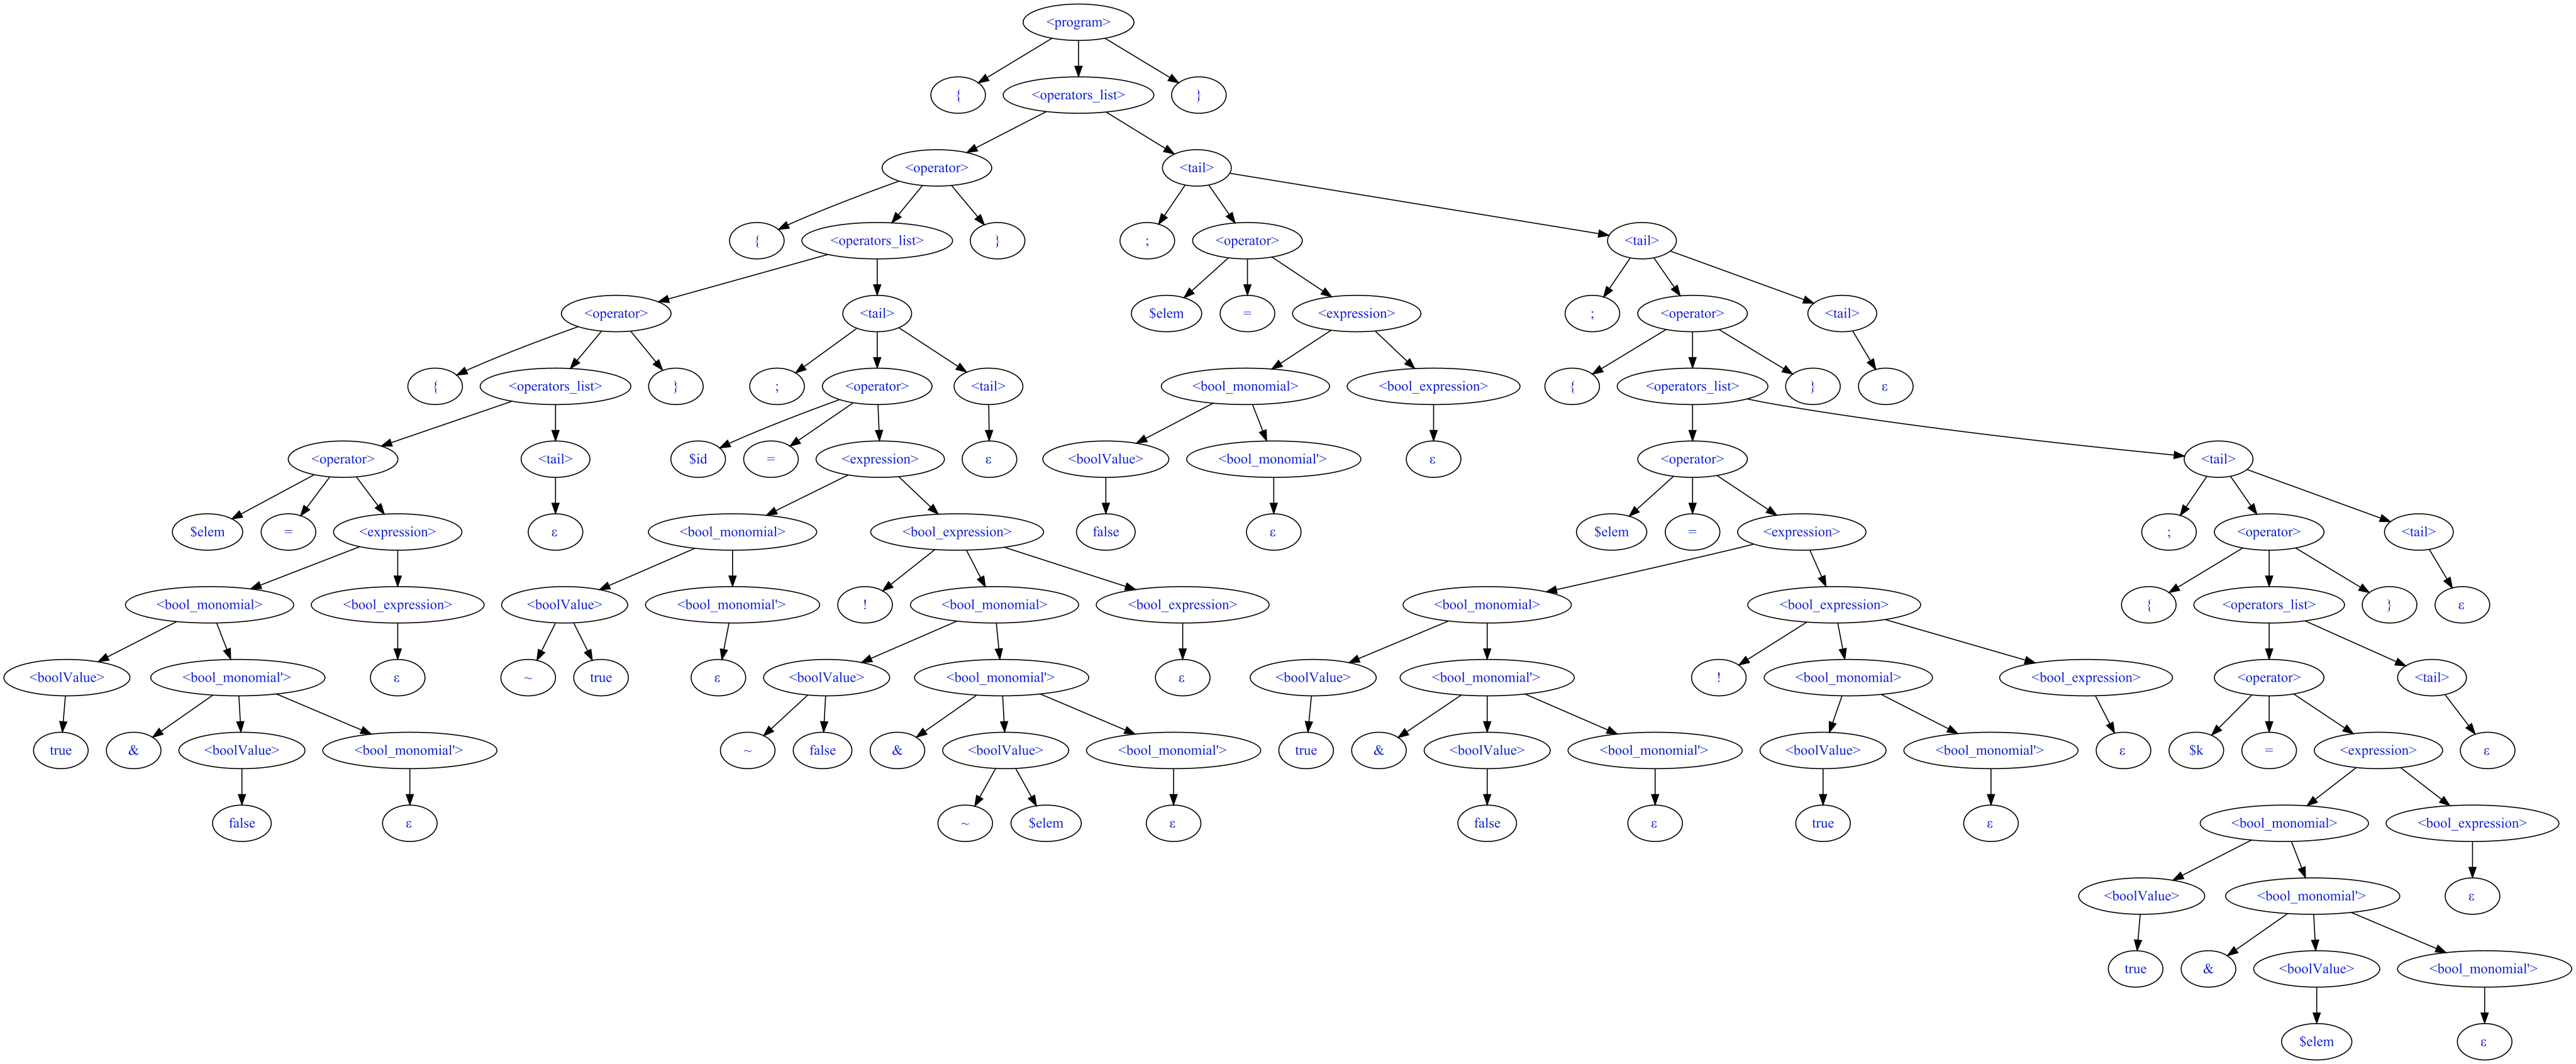 <program>
{ <operators_list> }
<operator> <tail>
{ <operators_list> } ; <operator> <tail>
<operator> <tail> $elem = <expression> ; <operator> <tail>
{ <operators_list> } ; <operator> <tail> <bool_monomial> <bool_expression> { <operators_list> } ε
<operator> <tail> $id = <expression> ε <boolValue> <bool_monomial'> ε <operator> <tail>
$elem = <expression> ε <bool_monomial> <bool_expression> false ε $elem = <expression> ; <operator> <tail>
<bool_monomial> <bool_expression> <boolValue> <bool_monomial'> ! <bool_monomial> <bool_expression> <bool_monomial> <bool_expression> { <operators_list> } ε
<boolValue> <bool_monomial'> ε ~ true ε <boolValue> <bool_monomial'> ε <boolValue> <bool_monomial'> ! <bool_monomial> <bool_expression> <operator> <tail>
true & <boolValue> <bool_monomial'> ~ false & <boolValue> <bool_monomial'> true & <boolValue> <bool_monomial'> <boolValue> <bool_monomial'> ε $k = <expression> ε
false ε ~ $elem ε false ε true ε <bool_monomial> <bool_expression>
<boolValue> <bool_monomial'> ε
true & <boolValue> <bool_monomial'>
$elem ε